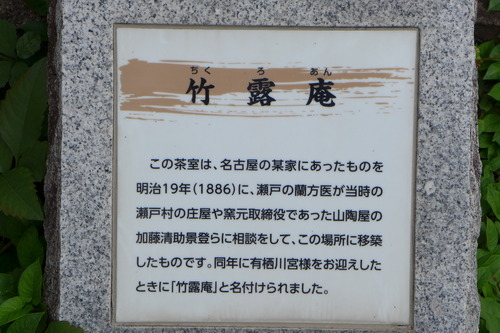 ちく ろ あん
竹露庵
この茶室は、名古屋の某家にあったものを
明治19年(1886)に、瀬戸の蘭方医が当時の
瀬戸村の庄屋や窯元取締役であった山陶屋の
加藤清助景登らに相談をして、この場所に移築
したものです。同年に有栖川宮様をお迎えした
ときに「竹露庵」と名付けられました。